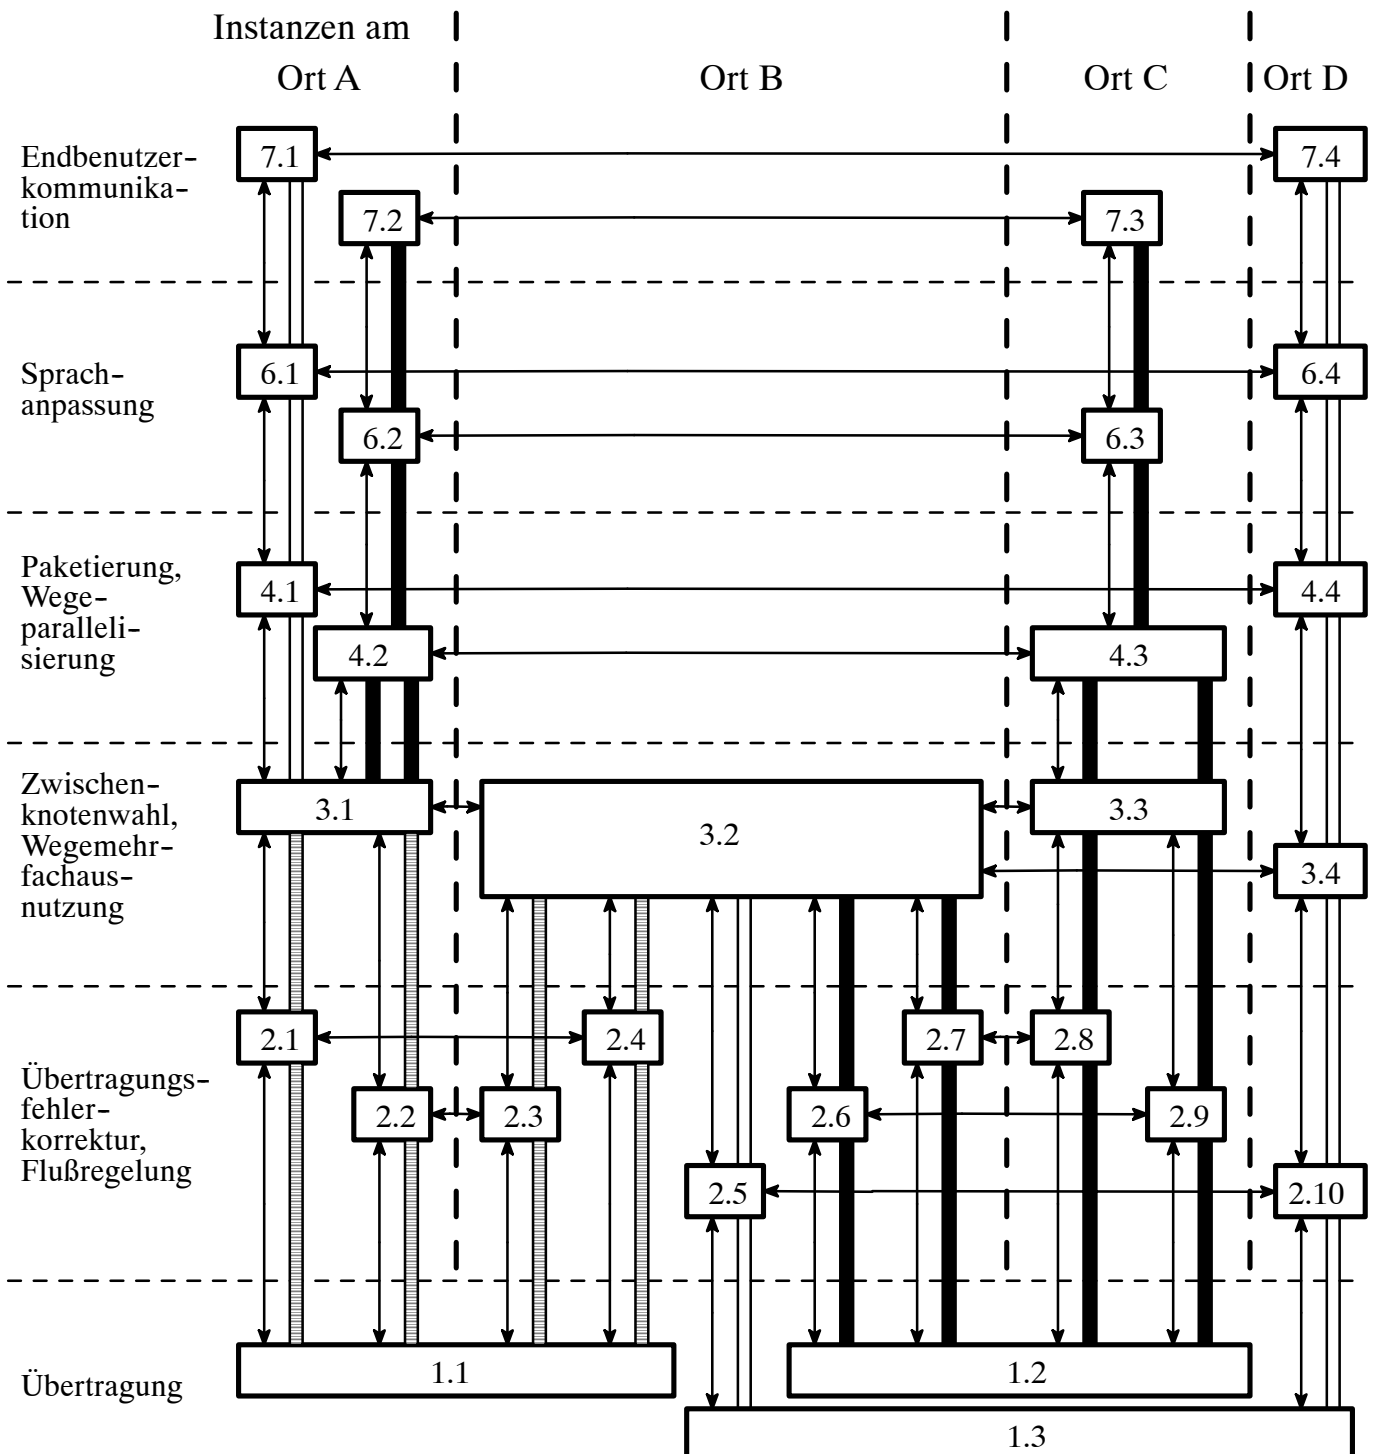 Instanzen am
Ort A
Ort B
Ort C
Ort D
Endbenutzer-
kommunika-
tion
7.1
7.4
7.2
7.3
Sprach-
anpassung
6.1
6.4
6.2
6.3
Paketierung,
Wege-
paralleli-
sierung
4.1
4.4
4.2
4.3
Zwischen-
knotenwahl,
Wegemehr-
fachaus-
nutzung
3.1
3.2
3.3
3.4
Übertragungs-
fehler-
korrektur,
Flußregelung
2.1
2.4
2.7
2.8
2.2
2.3
2.6
2.9
2.5
2.10
Übertragung
1.1
1.2
1.3